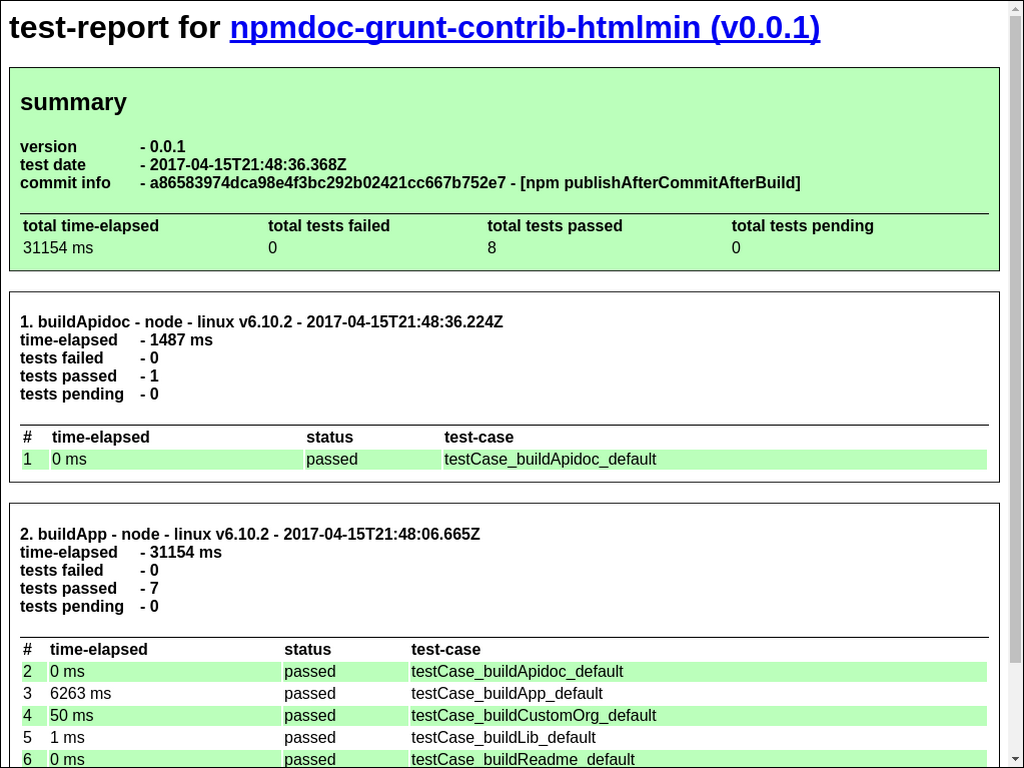 test-report for npmdoc-grunt-contrib-htmlmin (v0.0.1)
summary
version - 0.0.1
test date - 2017-04-15T21:48:36.368Z
commit info - a86583974dca98e4f3bc292b02421cc667b752e7 - [npm publishAfterCommitAfterBuild]
total time-elapsed total tests failed total tests passed total tests pending
31154 ms 0 8 0
1. buildApidoc - node - linux v6.10.2 - 2017-04-15T21:48:36.224Z
time-elapsed - 1487 ms
tests failed - 0
tests passed - 1
tests pending - 0
# time-elapsed status test-case
1 0 ms passed testCase_buildApidoc_default
2. buildApp - node - linux v6.10.2 - 2017-04-15T21:48:06.665Z
time-elapsed - 31154 ms
tests failed - 0
tests passed - 7
tests pending - 0
# time-elapsed status test-case
2 0 ms passed testCase_buildApidoc_default
3 6263 ms passed testCase_buildApp_default
4 50 ms passed testCase_buildCustomOrg_default
5 1 ms passed testCase_buildLib_default
6 0 ms passed testCase_buildReadme_default